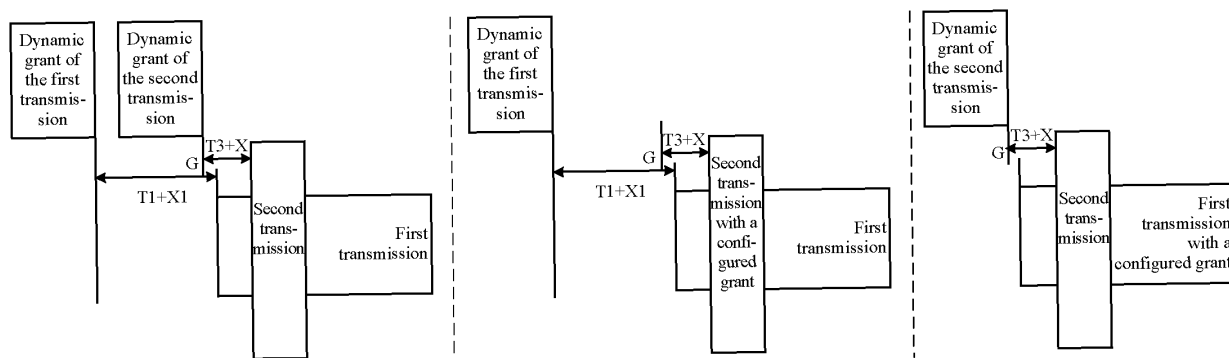 Dynamic
grant of
the first
transmis-
sion
Dynamic
grant of
the second
transmis-
sion
T3+X
G
T1+X1
Second
trans-
mission
First
transmission
Dynamic
grant of
the first
transmis-
sion
T3+X
G
T1+X1
Second
trans-
mission
with a
confi-
gured
grant
First
transmission
Dynamic
grant of
the second
transmis-
sion
T3+X
G
Second
trans-
mission
First
transmission
with a
configured grant